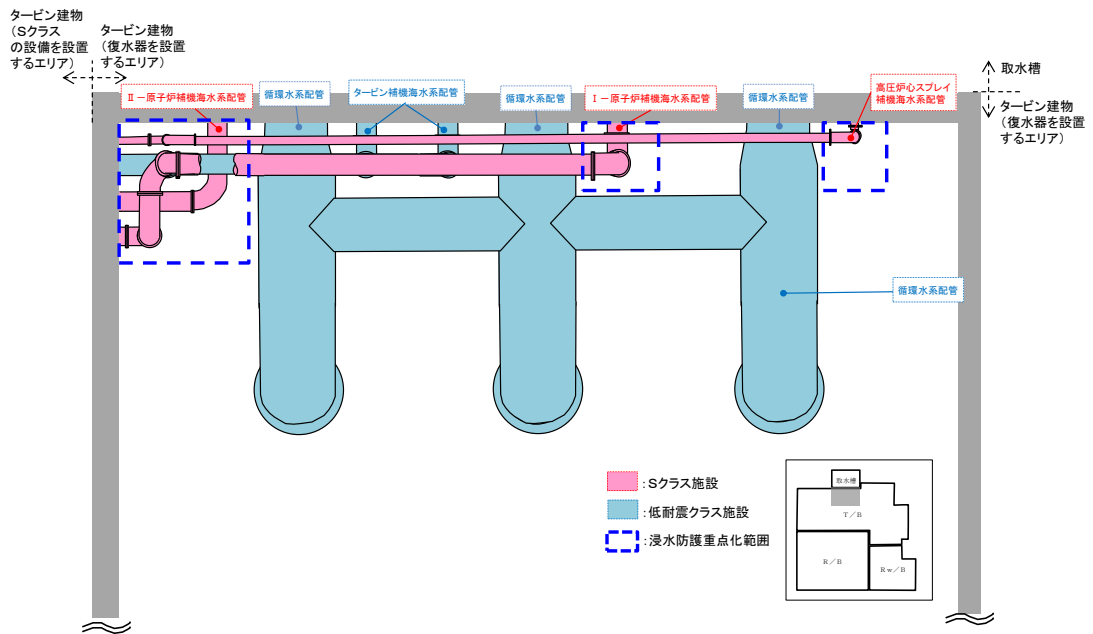 タービン建物
（Sクラス
の設備を設置
するエリア）
タービン建物
（復水器を設置
するエリア）
Ⅱ－原子炉補機海水系配管
循環水系配管
タービン補機海水系配管
循環水系配管
Ⅰ－原子炉補機海水系配管
循環水系配管
高圧炉心スプレイ
補機海水系配管
取水槽
タービン建物
（復水器を設置
するエリア）
循環水系配管
：Sクラス施設
：低耐震クラス施設
：浸水防護重点化範囲
取水槽
T／B
R／B
Rw／B